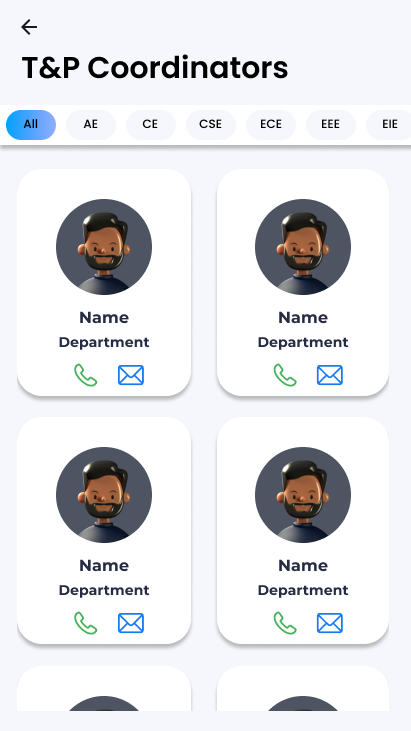 T&P Coordinators
All AE CE CSE ECE EEE EIE
Name Name
Department Department
Name Name
Department Department